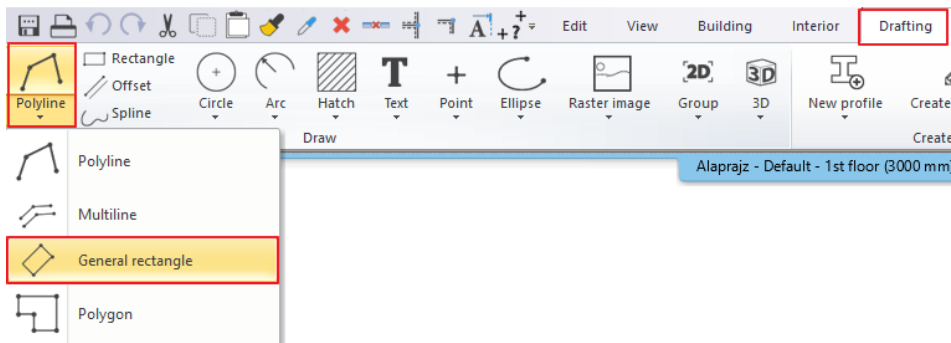 Edit View Building Interior Drafting
Polyline
Rectangle
Offset
Spline
Circle Arc Hatch Text Point Ellipse Raster image Group 3D New profile Create
Draw
Create
Alaprajz - Default - 1st floor (3000 mm)
Polyline
Multiline
General rectangle
Polygon